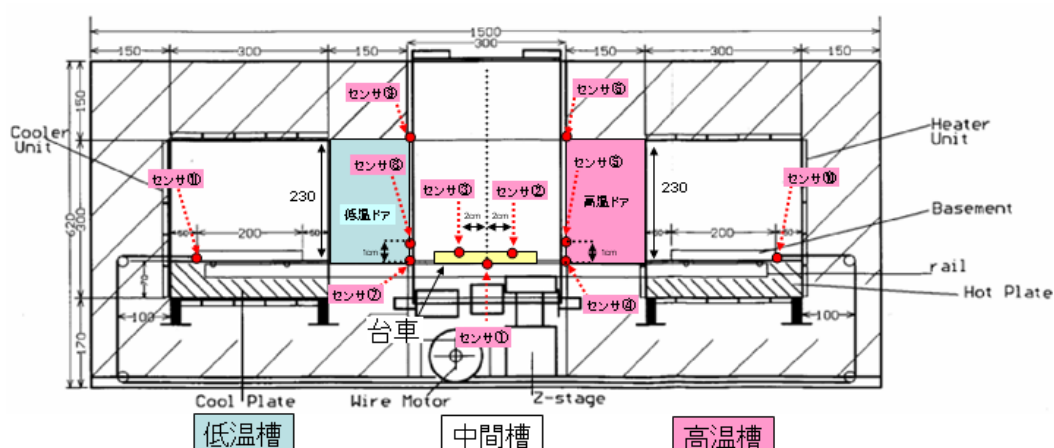 1500
150
300
150
300
150
300
150
620
150
300
170
Cooler
Unit
Heater
Unit
センサ⑨
センサ⑥
センサ⑪
センサ⑧
センサ③
センサ②
センサ⑤
センサ⑩
230
低温ドア
2cm
2cm
高温ドア
230
200
200
Basement
1cm
1cm
rail
70
センサ⑦
センサ④
Hot Plate
100
台車
センサ①
100
Cool Plate
Wire Motor
Z-stage
低温槽
中間槽
高温槽